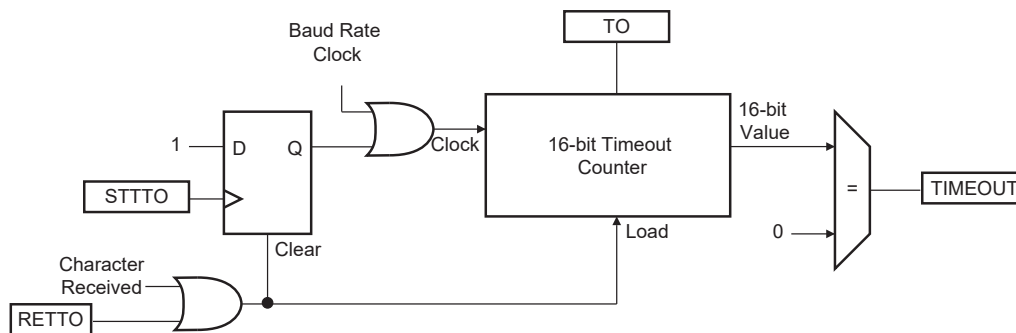 Baud Rate
Clock
TO
1
D
Q
Clock
16-bit Timeout
Counter
16-bit
Value
=
TIMEOUT
STTTO
Clear
Load
0
Character
Received
RETTO